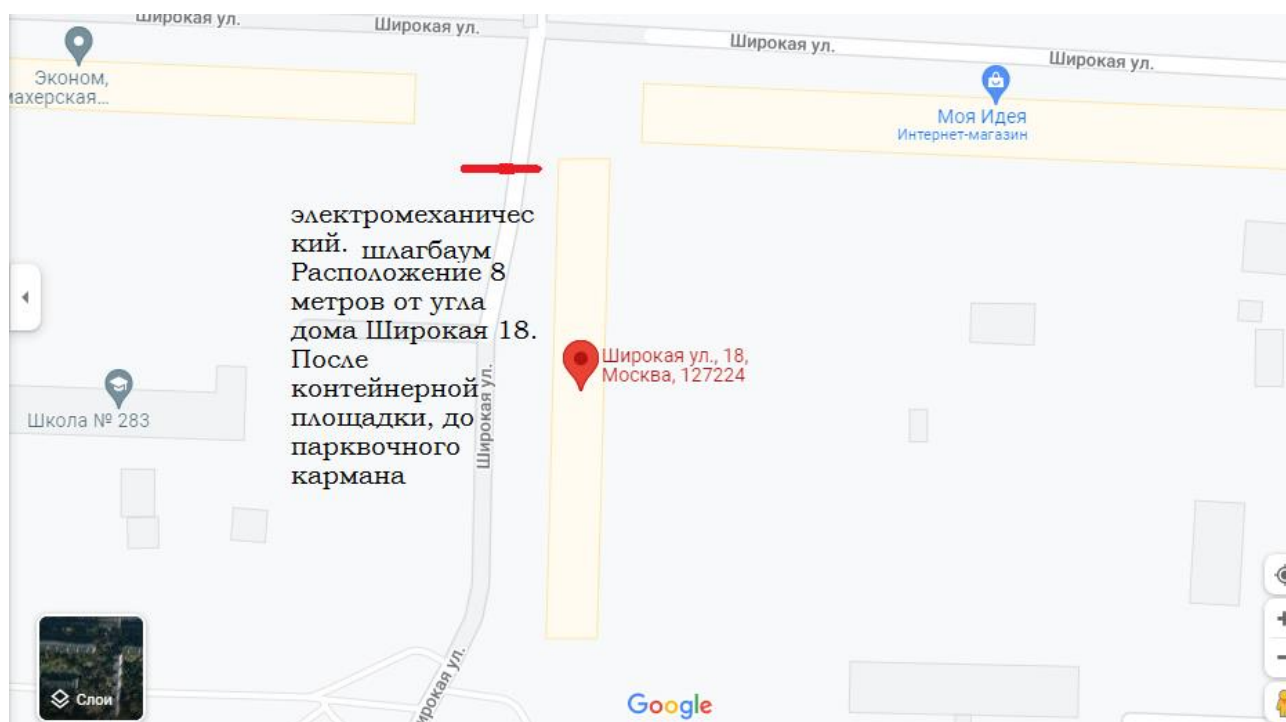 Широкая ул.
Широкая ул.
Широкая ул.
Широкая ул.
Эконом,
махерская...
Моя Идея
Интернет-магазин
электромеханичес
кий. шлагбаум
Расположение 8
метров от угла
дома Широкая 18.
После
контейнерной
площадки, до
парквочного
кармана
Широкая ул., 18,
Москва, 127224
Школа № 283
Широкая ул.
Широкая ул.
Слои
Google